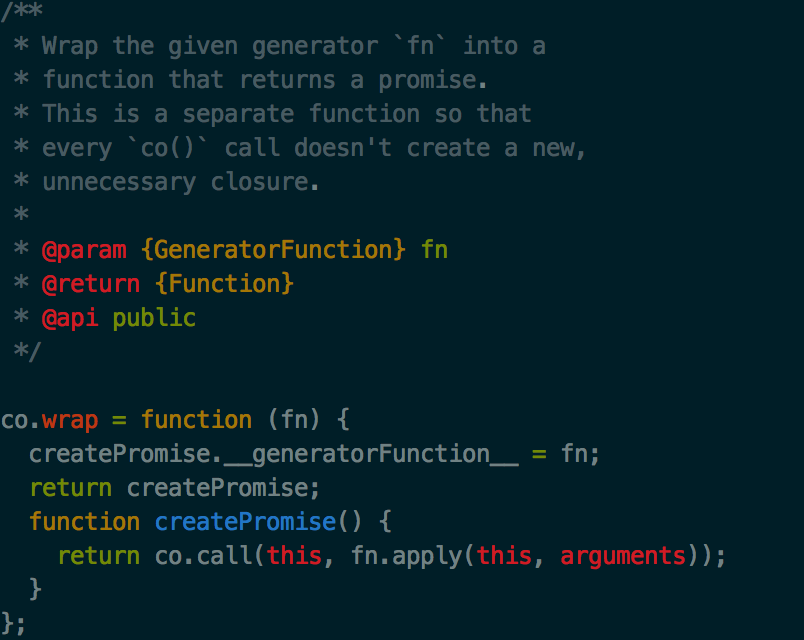 /**
 * Wrap the given generator `fn` into a
 * function that returns a promise.
 * This is a separate function so that
 * every `co()` call doesn't create a new,
 * unnecessary closure.
 *
 * @param {GeneratorFunction} fn
 * @return {Function}
 * @api public
 */

co.wrap = function (fn) {
  createPromise.__generatorFunction__ = fn;
  return createPromise;
  function createPromise() {
    return co.call(this, fn.apply(this, arguments));
  }
};